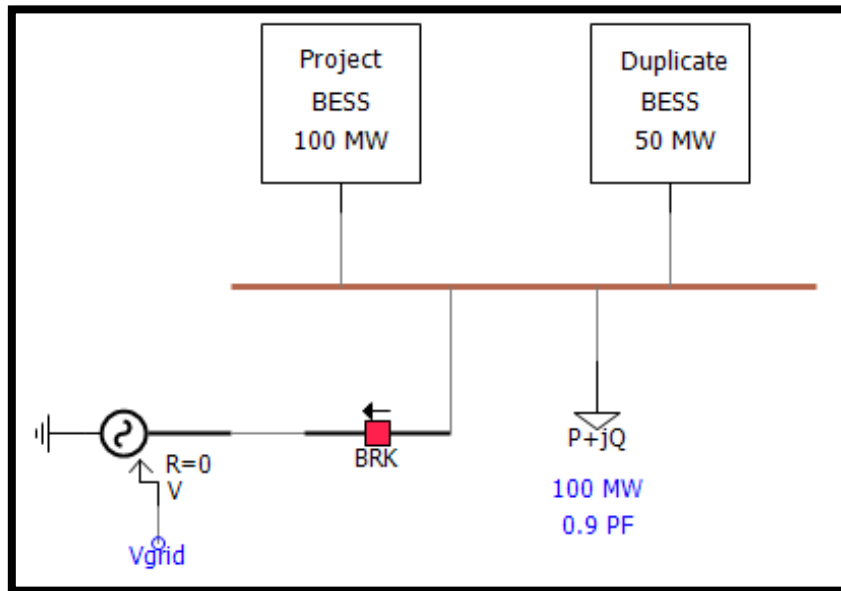 Project
BESS
100 MW
Duplicate
BESS
50 MW
R=0
V
Vgrid
BRK
P+jQ
100 MW
0.9 PF